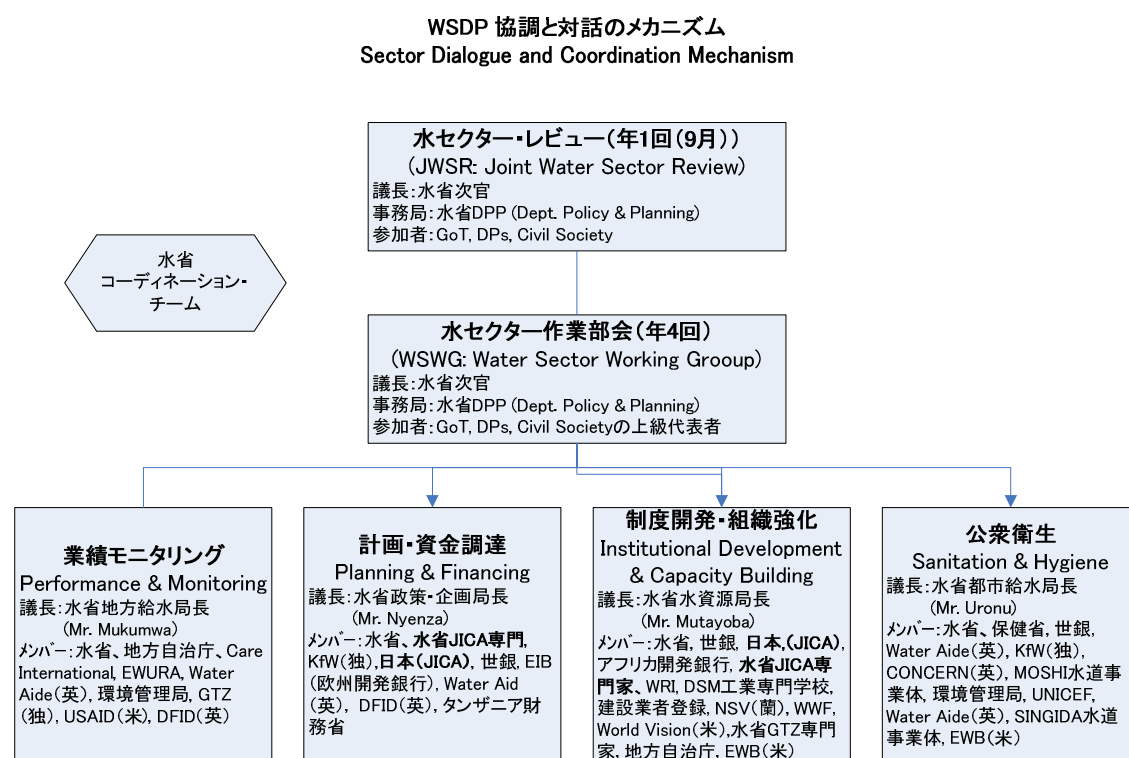 WSDP 協調と対話のメカニズム
Sector Dialogue and Coordination Mechanism
水セクター・レビュー(年1回(9月))
(JWSR: Joint Water Sector Review)
議長:水省次官
事務局:水省DPP (Dept. Policy & Planning)
参加者:GoT, DPs, Civil Society
水省
コーディネーション・
チーム
水セクター作業部会(年4回)
(WSWG: Water Sector Working Grooup)
議長:水省次官
事務局:水省DPP (Dept. Policy & Planning)
参加者:GoT, DPs, Civil Societyの上級代表者
業績モニタリング
Performance & Monitoring
議長:水省地方給水局長
(Mr. Mukumwa)
メンバー:水省、地方自治庁、Care
International, EWURA, Water
Aide(英), 環境管理局, GTZ
(独), USAID(米), DFID(英)
計画・資金調達
Planning & Financing
議長:水省政策・企画局長
(Mr. Nyenza)
メンバー:水省、水省JICA専門,
KfW(独),日本(JICA), 世銀, EIB
(欧州開発銀行), Water Aid
(英), DFID(英), タンザニア財
務省
制度開発・組織強化
Institutional Development
& Capacity Building
議長:水省水資源局長
(Mr. Mutayoba)
メンバー:水省, 世銀, 日本,(JICA),
アフリカ開発銀行, 水省JICA専
門家、WRI, DSM工業専門学校,
建設業者登録, NSV(蘭), WWF,
World Vision(米),水省GTZ専門
家, 地方自治庁, EWB(米)
公衆衛生
Sanitation & Hygiene
議長:水省都市給水局長
(Mr. Uronu)
メンバー:水省、保健省, 世銀,
Water Aide(英), KfW(独),
CONCERN(英), MOSHI水道事
業体, 環境管理局, UNICEF,
Water Aide(英), SINGIDA水道
事業体, EWB(米)